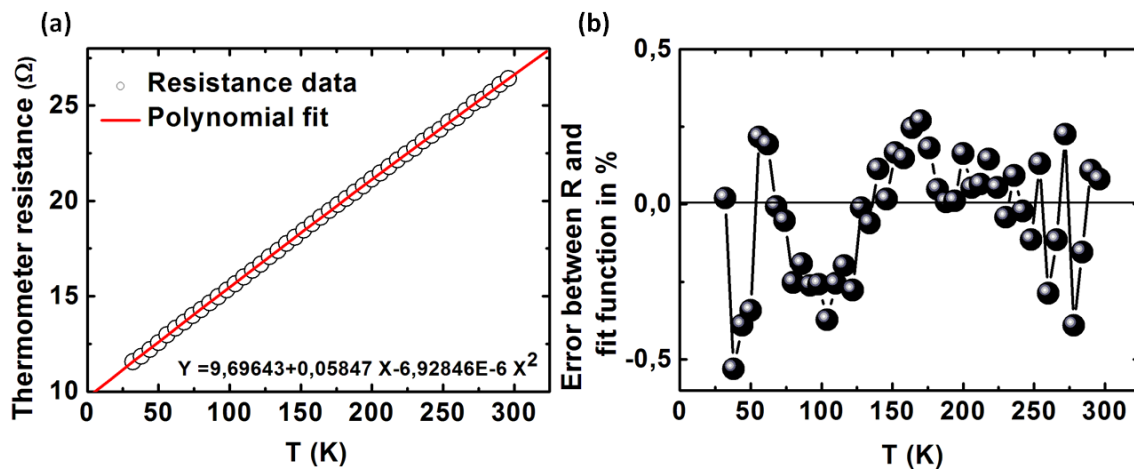 (a)
Thermometer resistance (Ω)
25
20
15
10
Resistance data
Polynomial fit
Y =9,69643+0,05847 X-6,92846E-6 X²
0 50 100 150 200 250 300
T (K)
(b)
Error between R and
fit function in %
0,5
0,0
-0,5
0 50 100 150 200 250 300
T (K)